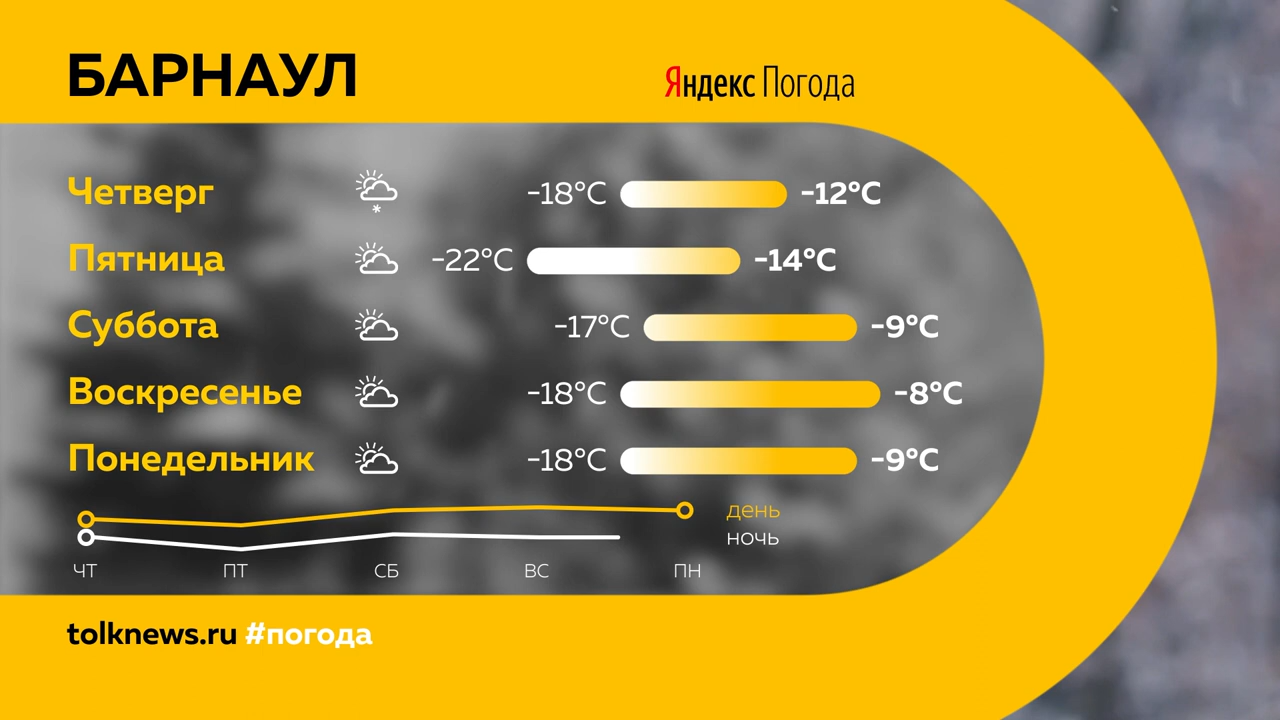 БАРНАУЛ
Яндекс Погода
Четверг -18°C -12°C
Пятница -22°C -14°C
Суббота -17°C -9°C
Воскресенье -18°C -8°C
Понедельник -18°C -9°C
день
ночь
ЧТ ПТ СБ ВС ПН
tolknews.ru #погода